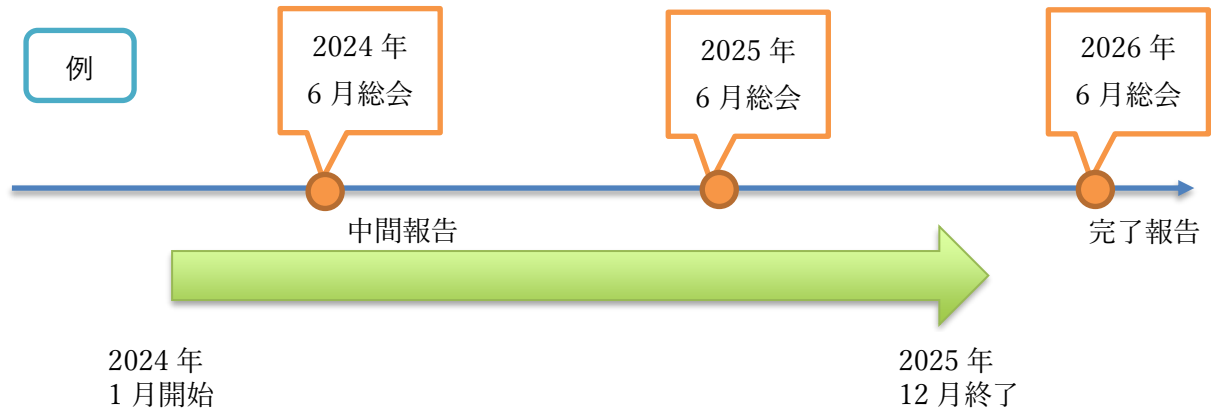 例
2024 年
6 月総会
2025 年
6 月総会
2026 年
6 月総会
中間報告
完了報告
2024 年
1 月開始
2025 年
12 月終了